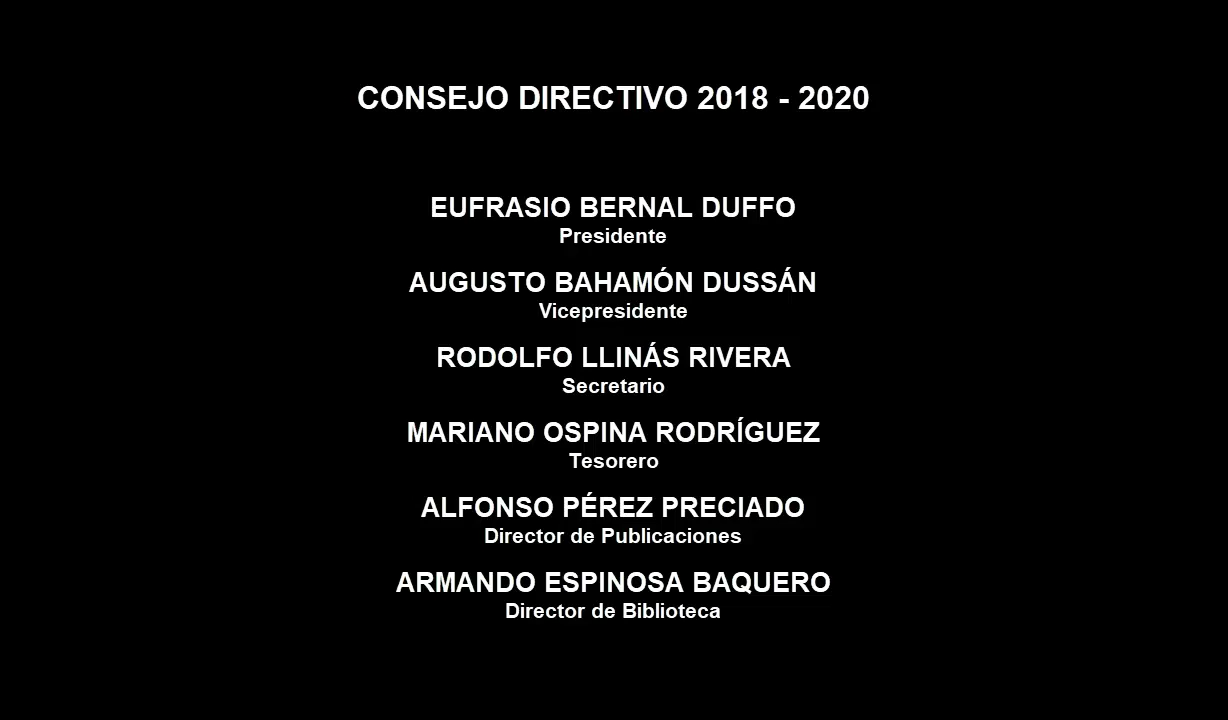 CONSEJO DIRECTIVO 2018 - 2020
EUFRASIO BERNAL DUFFO
Presidente
AUGUSTO BAHAMÓN DUSSÁN
Vicepresidente
RODOLFO LLINÁS RIVERA
Secretario
MARIANO OSPINA RODRÍGUEZ
Tesorero
ALFONSO PÉREZ PRECIADO
Director de Publicaciones
ARMANDO ESPINOSA BAQUERO
Director de Biblioteca